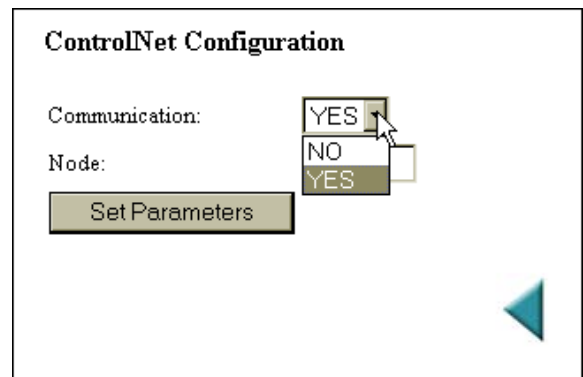 ControlNet Configuration
Communication: YES
NO
Node:
YES
Set Parameters